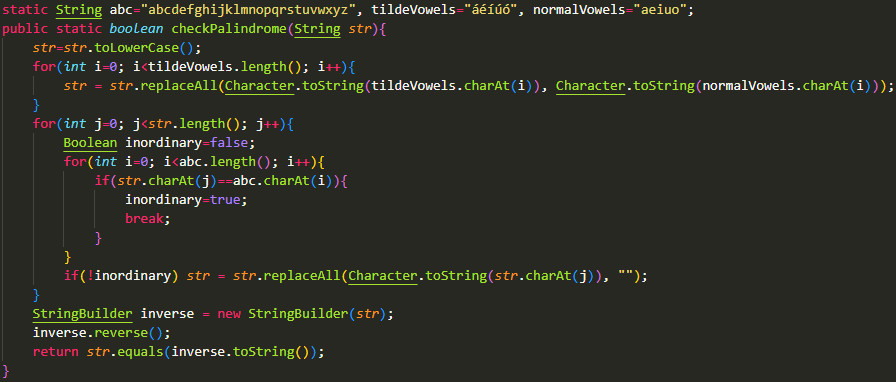 static String abc="abcdefghijklmnopqrstuvwxyz", tildeVowels="áéíúó", normalVowels="aeiuo";
public static boolean checkPalindrome(String str){
    str=str.toLowerCase();
    for(int i=0; i<tildeVowels.length(); i++){
        str = str.replaceAll(Character.toString(tildeVowels.charAt(i)), Character.toString(normalVowels.charAt(i)));
    }
    for(int j=0; j<str.length(); j++){
        Boolean inordinary=false;
        for(int i=0; i<abc.length(); i++){
            if(str.charAt(j)==abc.charAt(i)){
                inordinary=true;
                break;
            }
        }
        if(!inordinary) str = str.replaceAll(Character.toString(str.charAt(j)), "");
    }
    StringBuilder inverse = new StringBuilder(str);
    inverse.reverse();
    return str.equals(inverse.toString());
}